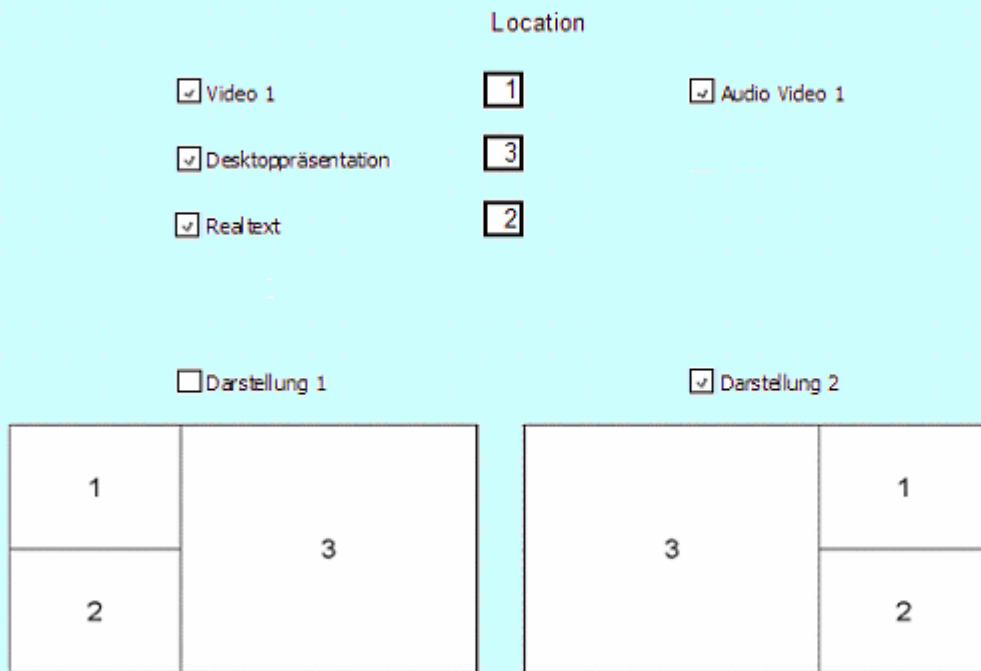 Location
Video 1 1 Audio Video 1
Desktoppräsentation 3
Realtext 2
Darstellung 1 Darstellung 2
1 1
3 3
2 2